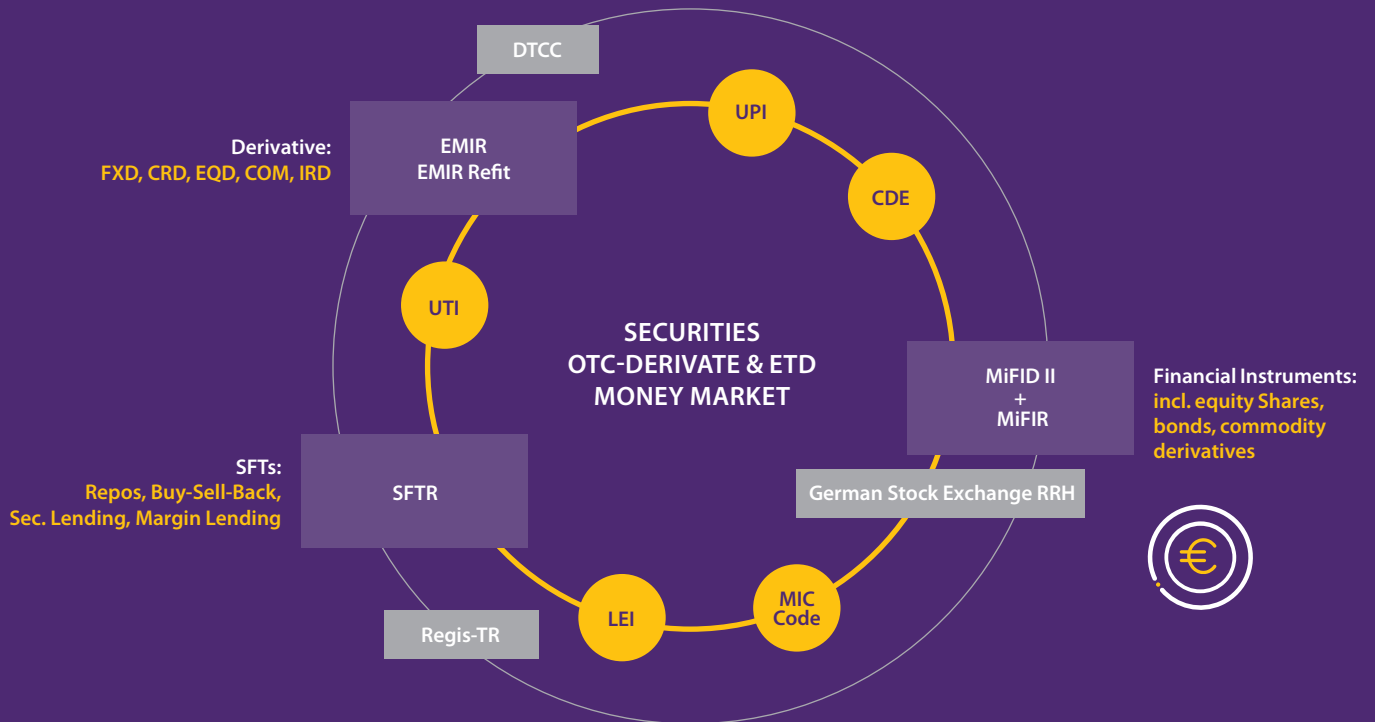 DTCC
UPI
Derivative:
FXD, CRD, EQD, COM, IRD
EMIR
EMIR Refit
CDE
UTI
SECURITIES
OTC-DERIVATE & ETD
MONEY MARKET
MiFID II
+
MiFIR
Financial Instruments:
incl. equity Shares,
bonds, commodity
derivatives
SFTs:
Repos, Buy-Sell-Back,
Sec. Lending, Margin Lending
SFTR
German Stock Exchange RRH
€
MIC
Code
LEI
Regis-TR